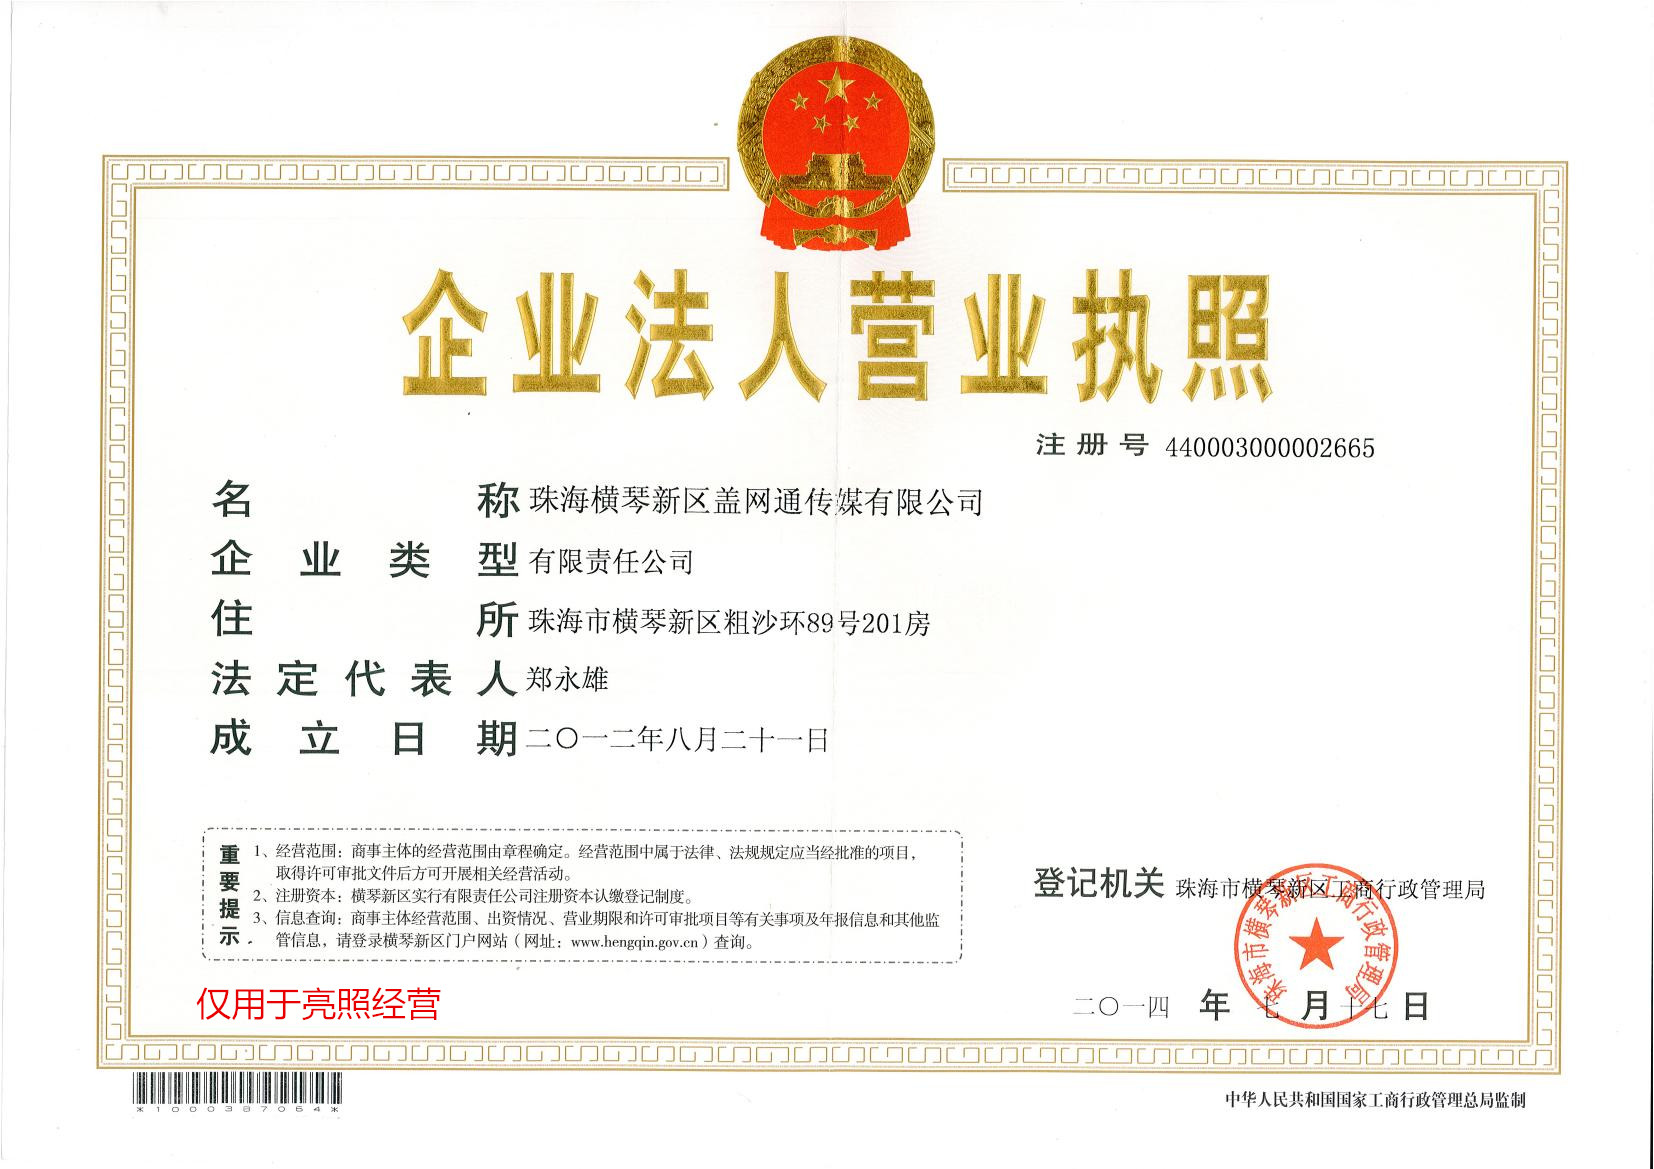 企业法人营业执照
注册号 440003000002665
名称 珠海横琴新区盖网通传媒有限公司
企业类型 有限责任公司
住所 珠海市横琴新区粗沙环89号201房
法定代表人 郑永雄
成立日期 二〇一二年八月二十一日
重要提示
1、经营范围：商事主体的经营范围由章程确定。经营范围中属于法律、法规规定应当经批准的项目，
取得许可审批文件后方可开展相关经营活动。
2、注册资本：横琴新区实行有限责任公司注册资本认缴登记制度。
3、信息查询：商事主体经营范围、出资情况、营业期限和许可审批项目等有关事项及年报信息和其他监
管信息，请登录横琴新区门户网站（网址：www.hengqin.gov.cn）查询。
登记机关 珠海市横琴新区工商行政管理局
珠海市横琴新区工商行政管理局
二〇一四年七月十七日
仅用于亮照经营
*1000387064*
中华人民共和国国家工商行政管理总局监制